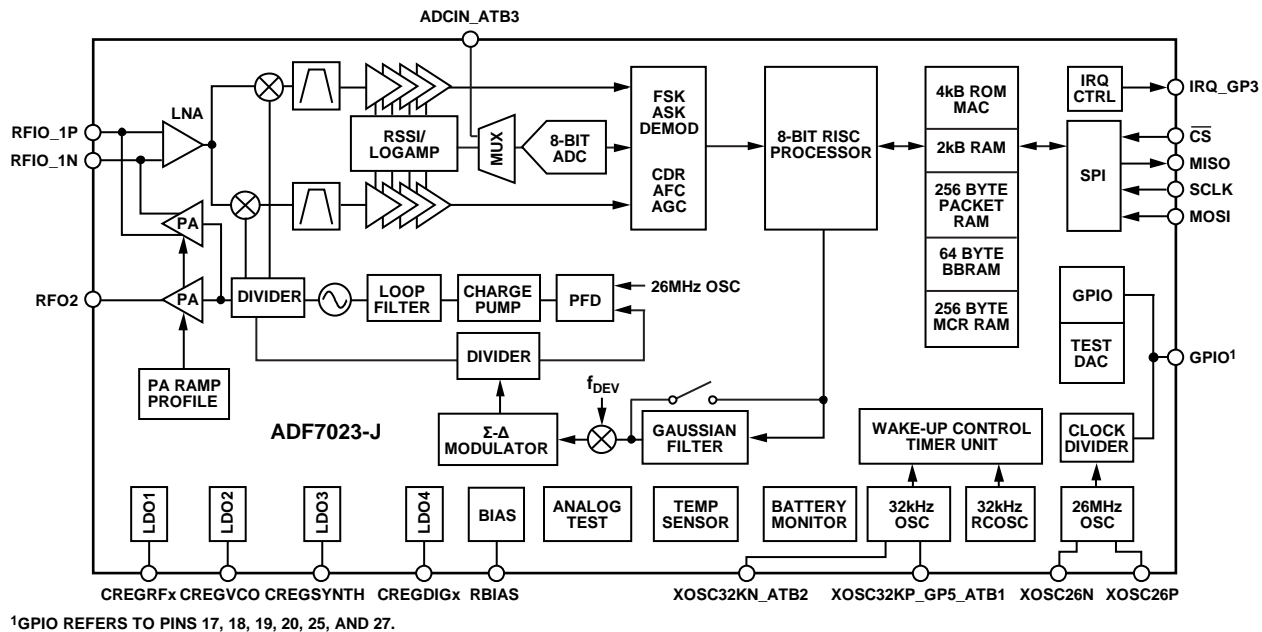 ADCIN_ATB3
RFIO_1P
RFIO_1N
LNA
RSSI/
LOGAMP
MUX
8-BIT
ADC
FSK
ASK
DEMOD
CDR
AFC
AGC
8-BIT RISC
PROCESSOR
4kB ROM
MAC
2kB RAM
256 BYTE
PACKET
RAM
64 BYTE
BBRAM
256 BYTE
MCR RAM
IRQ
CTRL
IRQ_GP3
SPI
CS
MISO
SCLK
MOSI
PA
RFO2
PA
DIVIDER
LOOP
FILTER
CHARGE
PUMP
PFD
26MHz OSC
DIVIDER
GPIO
TEST
DAC
GPIO1
PA RAMP
PROFILE
ADF7023-J
Σ-Δ
MODULATOR
fDEV
GAUSSIAN
FILTER
WAKE-UP CONTROL
TIMER UNIT
CLOCK
DIVIDER
LDO1
LDO2
LDO3
LDO4
BIAS
ANALOG
TEST
TEMP
SENSOR
BATTERY
MONITOR
32kHz
OSC
32kHz
RCOSC
26MHz
OSC
CREGRFx
CREGVCO
CREGSYNTH
CREGDIGx
RBIAS
XOSC32KN_ATB2
XOSC32KP_GP5_ATB1
XOSC26N
XOSC26P
1GPIO REFERS TO PINS 17, 18, 19, 20, 25, AND 27.